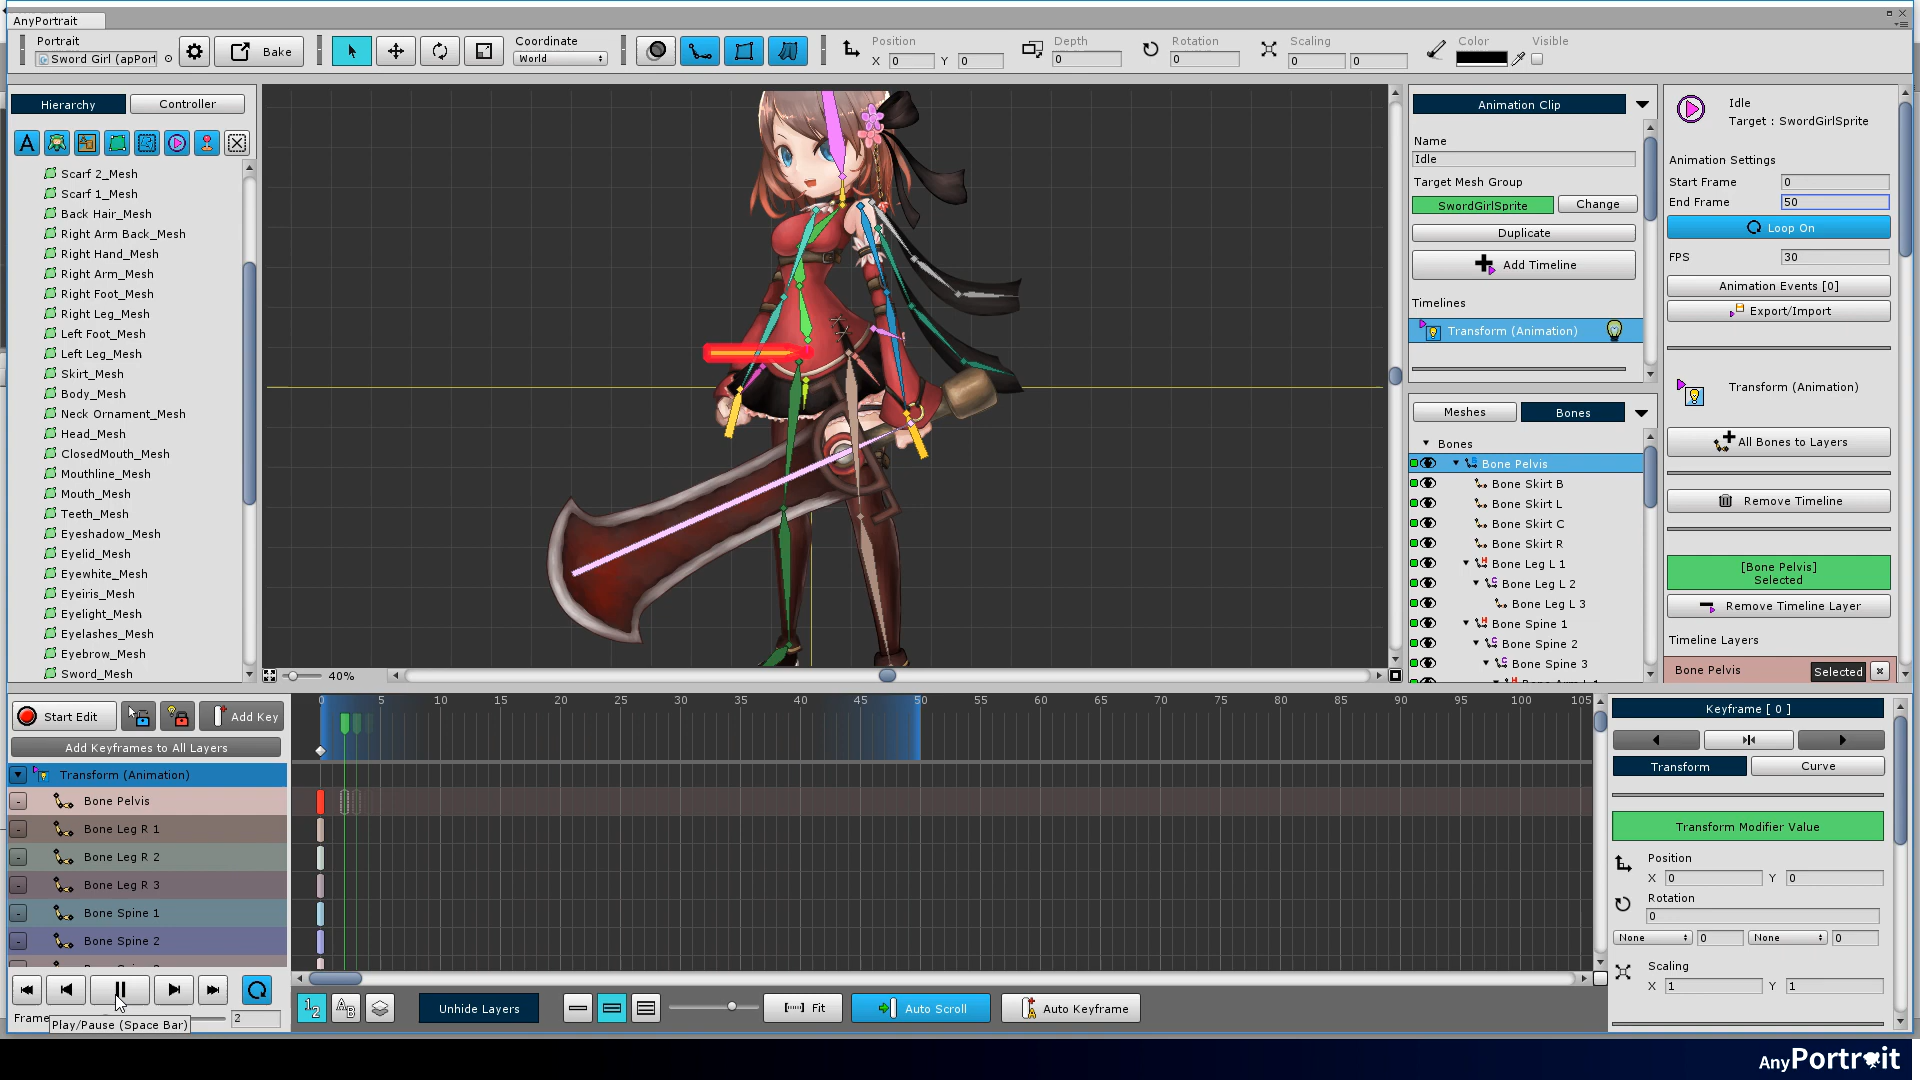 AnyPortrait
Portrait
Sword Girl (apPort
Bake
Coordinate
World
Position
X 0 Y 0
Depth
0
Rotation
0
Scaling
0 0
Color
Visible
Hierarchy
Controller
Scarf 2_Mesh
Scarf 1_Mesh
Back Hair_Mesh
Right Arm Back_Mesh
Right Hand_Mesh
Right Arm_Mesh
Right Foot_Mesh
Right Leg_Mesh
Left Foot_Mesh
Left Leg_Mesh
Skirt_Mesh
Body_Mesh
Neck Ornament_Mesh
Head_Mesh
ClosedMouth_Mesh
Mouthline_Mesh
Mouth_Mesh
Teeth_Mesh
Eyeshadow_Mesh
Eyelid_Mesh
Eyewhite_Mesh
Eyeiris_Mesh
Eyelight_Mesh
Eyelashes_Mesh
Eyebrow_Mesh
Sword_Mesh
40%
Animation Clip
Name
Idle
Target Mesh Group
SwordGirlSprite
Change
Duplicate
Add Timeline
Timelines
Transform (Animation)
Meshes
Bones
Bones
Bone Pelvis
Bone Skirt B
Bone Skirt L
Bone Skirt C
Bone Skirt R
Bone Leg L 1
Bone Leg L 2
Bone Leg L 3
Bone Spine 1
Bone Spine 2
Bone Spine 3
Idle
Target : SwordGirlSprite
Animation Settings
Start Frame 0
End Frame 50
Loop On
FPS 30
Animation Events [0]
Export/Import
Transform (Animation)
All Bones to Layers
Remove Timeline
[Bone Pelvis]
Selected
Remove Timeline Layer
Timeline Layers
Bone Pelvis
Selected
Start Edit
Add Key
Add Keyframes to All Layers
Transform (Animation)
Bone Pelvis
Bone Leg R 1
Bone Leg R 2
Bone Leg R 3
Bone Spine 1
Bone Spine 2
Frame
2
Play/Pause (Space Bar)
0 5 10 15 20 25 30 35 40 45 50 55 60 65 70 75 80 85 90 95 100 105
Unhide Layers
Fit
Auto Scroll
Auto Keyframe
Keyframe [ 0 ]
Transform
Curve
Transform Modifier Value
Position
X 0 Y 0
Rotation
0
None 0 None 0
Scaling
X 1 Y 1
AnyPortrait